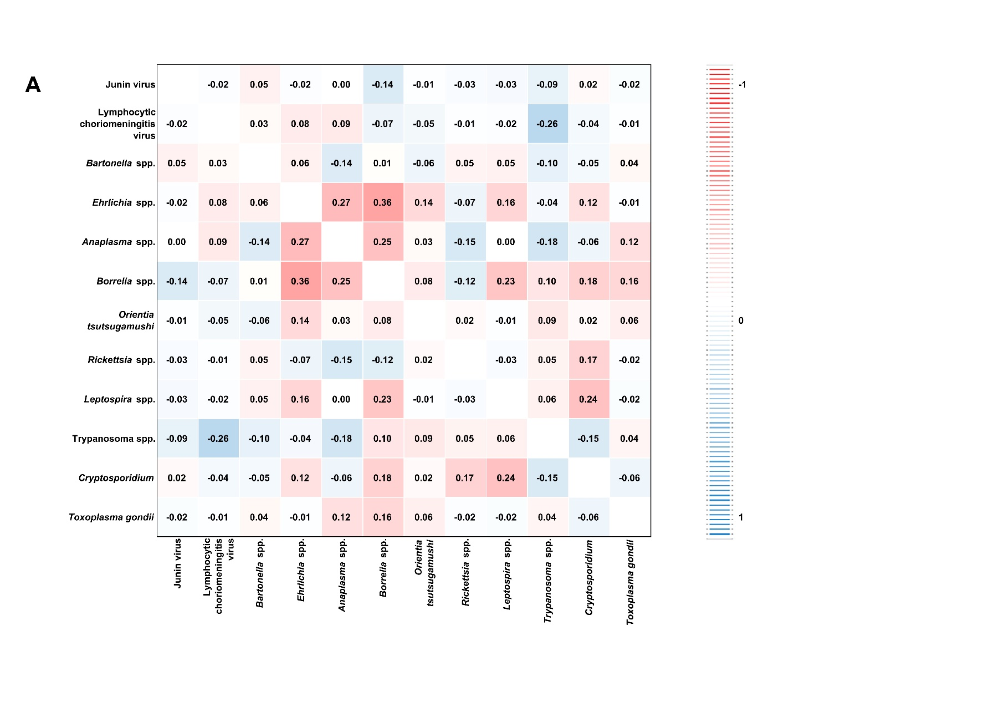 A
Junin virus -0.02 0.05 -0.02 0.00 -0.14 -0.01 -0.03 -0.03 -0.09 0.02 -0.02
-1
Lymphocytic
choriomeningitis
virus
-0.02 0.03 0.08 0.09 -0.07 -0.05 -0.01 -0.02 -0.26 -0.04 -0.01
Bartonella spp. 0.05 0.03 0.06 -0.14 0.01 -0.06 0.05 0.05 -0.10 -0.05 0.04
Ehrlichia spp. -0.02 0.08 0.06 0.27 0.36 0.14 -0.07 0.16 -0.04 0.12 -0.01
Anaplasma spp. 0.00 0.09 -0.14 0.27 0.25 0.03 -0.15 0.00 -0.18 -0.06 0.12
Borrelia spp. -0.14 -0.07 0.01 0.36 0.25 0.08 -0.12 0.23 0.10 0.18 0.16
Orientia
tsutsugamushi
-0.01 -0.05 -0.06 0.14 0.03 0.08 0.02 -0.01 0.09 0.02 0.06
0
Rickettsia spp. -0.03 -0.01 0.05 -0.07 -0.15 -0.12 0.02 -0.03 0.05 0.17 -0.02
Leptospira spp. -0.03 -0.02 0.05 0.16 0.00 0.23 -0.01 -0.03 0.06 0.24 -0.02
Trypanosoma spp. -0.09 -0.26 -0.10 -0.04 -0.18 0.10 0.09 0.05 0.06 -0.15 0.04
Cryptosporidium 0.02 -0.04 -0.05 0.12 -0.06 0.18 0.02 0.17 0.24 -0.15 -0.06
Toxoplasma gondii -0.02 -0.01 0.04 -0.01 0.12 0.16 0.06 -0.02 -0.02 0.04 -0.06
1
Junin virus
Lymphocytic
choriomeningitis
virus
Bartonella spp.
Ehrlichia spp.
Anaplasma spp.
Borrelia spp.
Orientia
tsutsugamushi
Rickettsia spp.
Leptospira spp.
Trypanosoma spp.
Cryptosporidium
Toxoplasma gondii